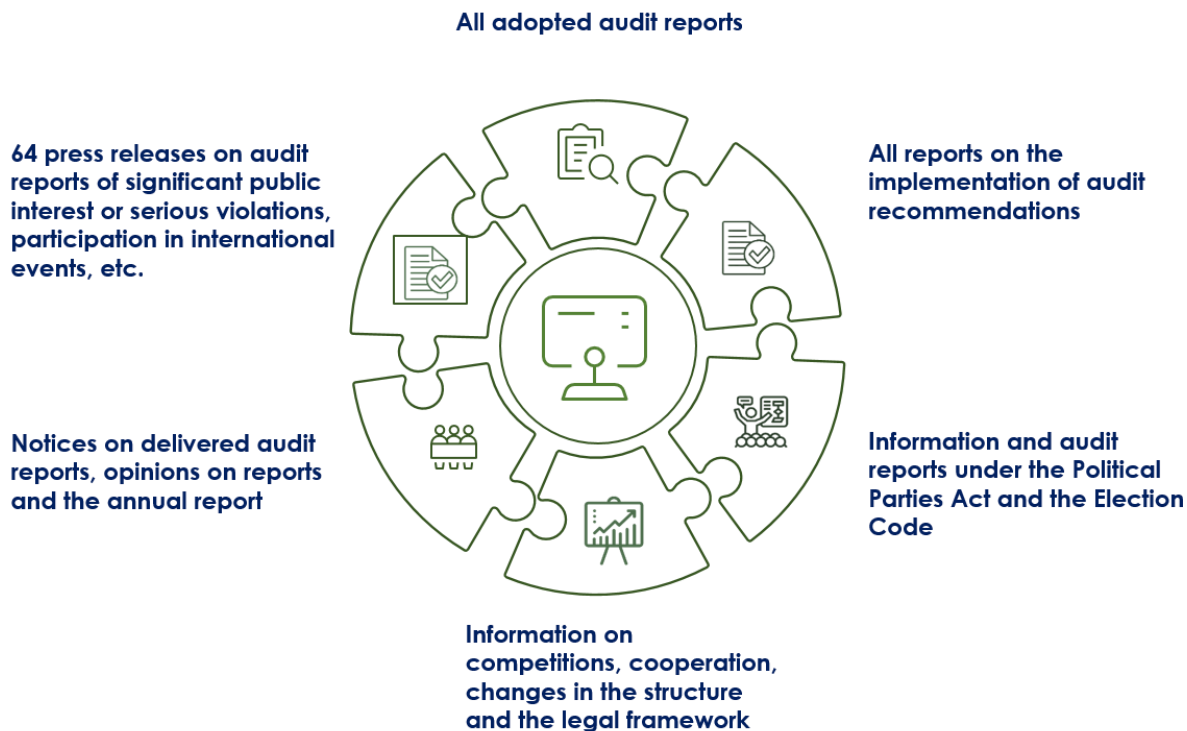 All adopted audit reports
64 press releases on audit
reports of significant public
interest or serious violations,
participation in international
events, etc.
All reports on the
implementation of audit
recommendations
Notices on delivered audit
reports, opinions on reports
and the annual report
Information and audit
reports under the Political
Parties Act and the Election
Code
Information on
competitions, cooperation,
changes in the structure
and the legal framework